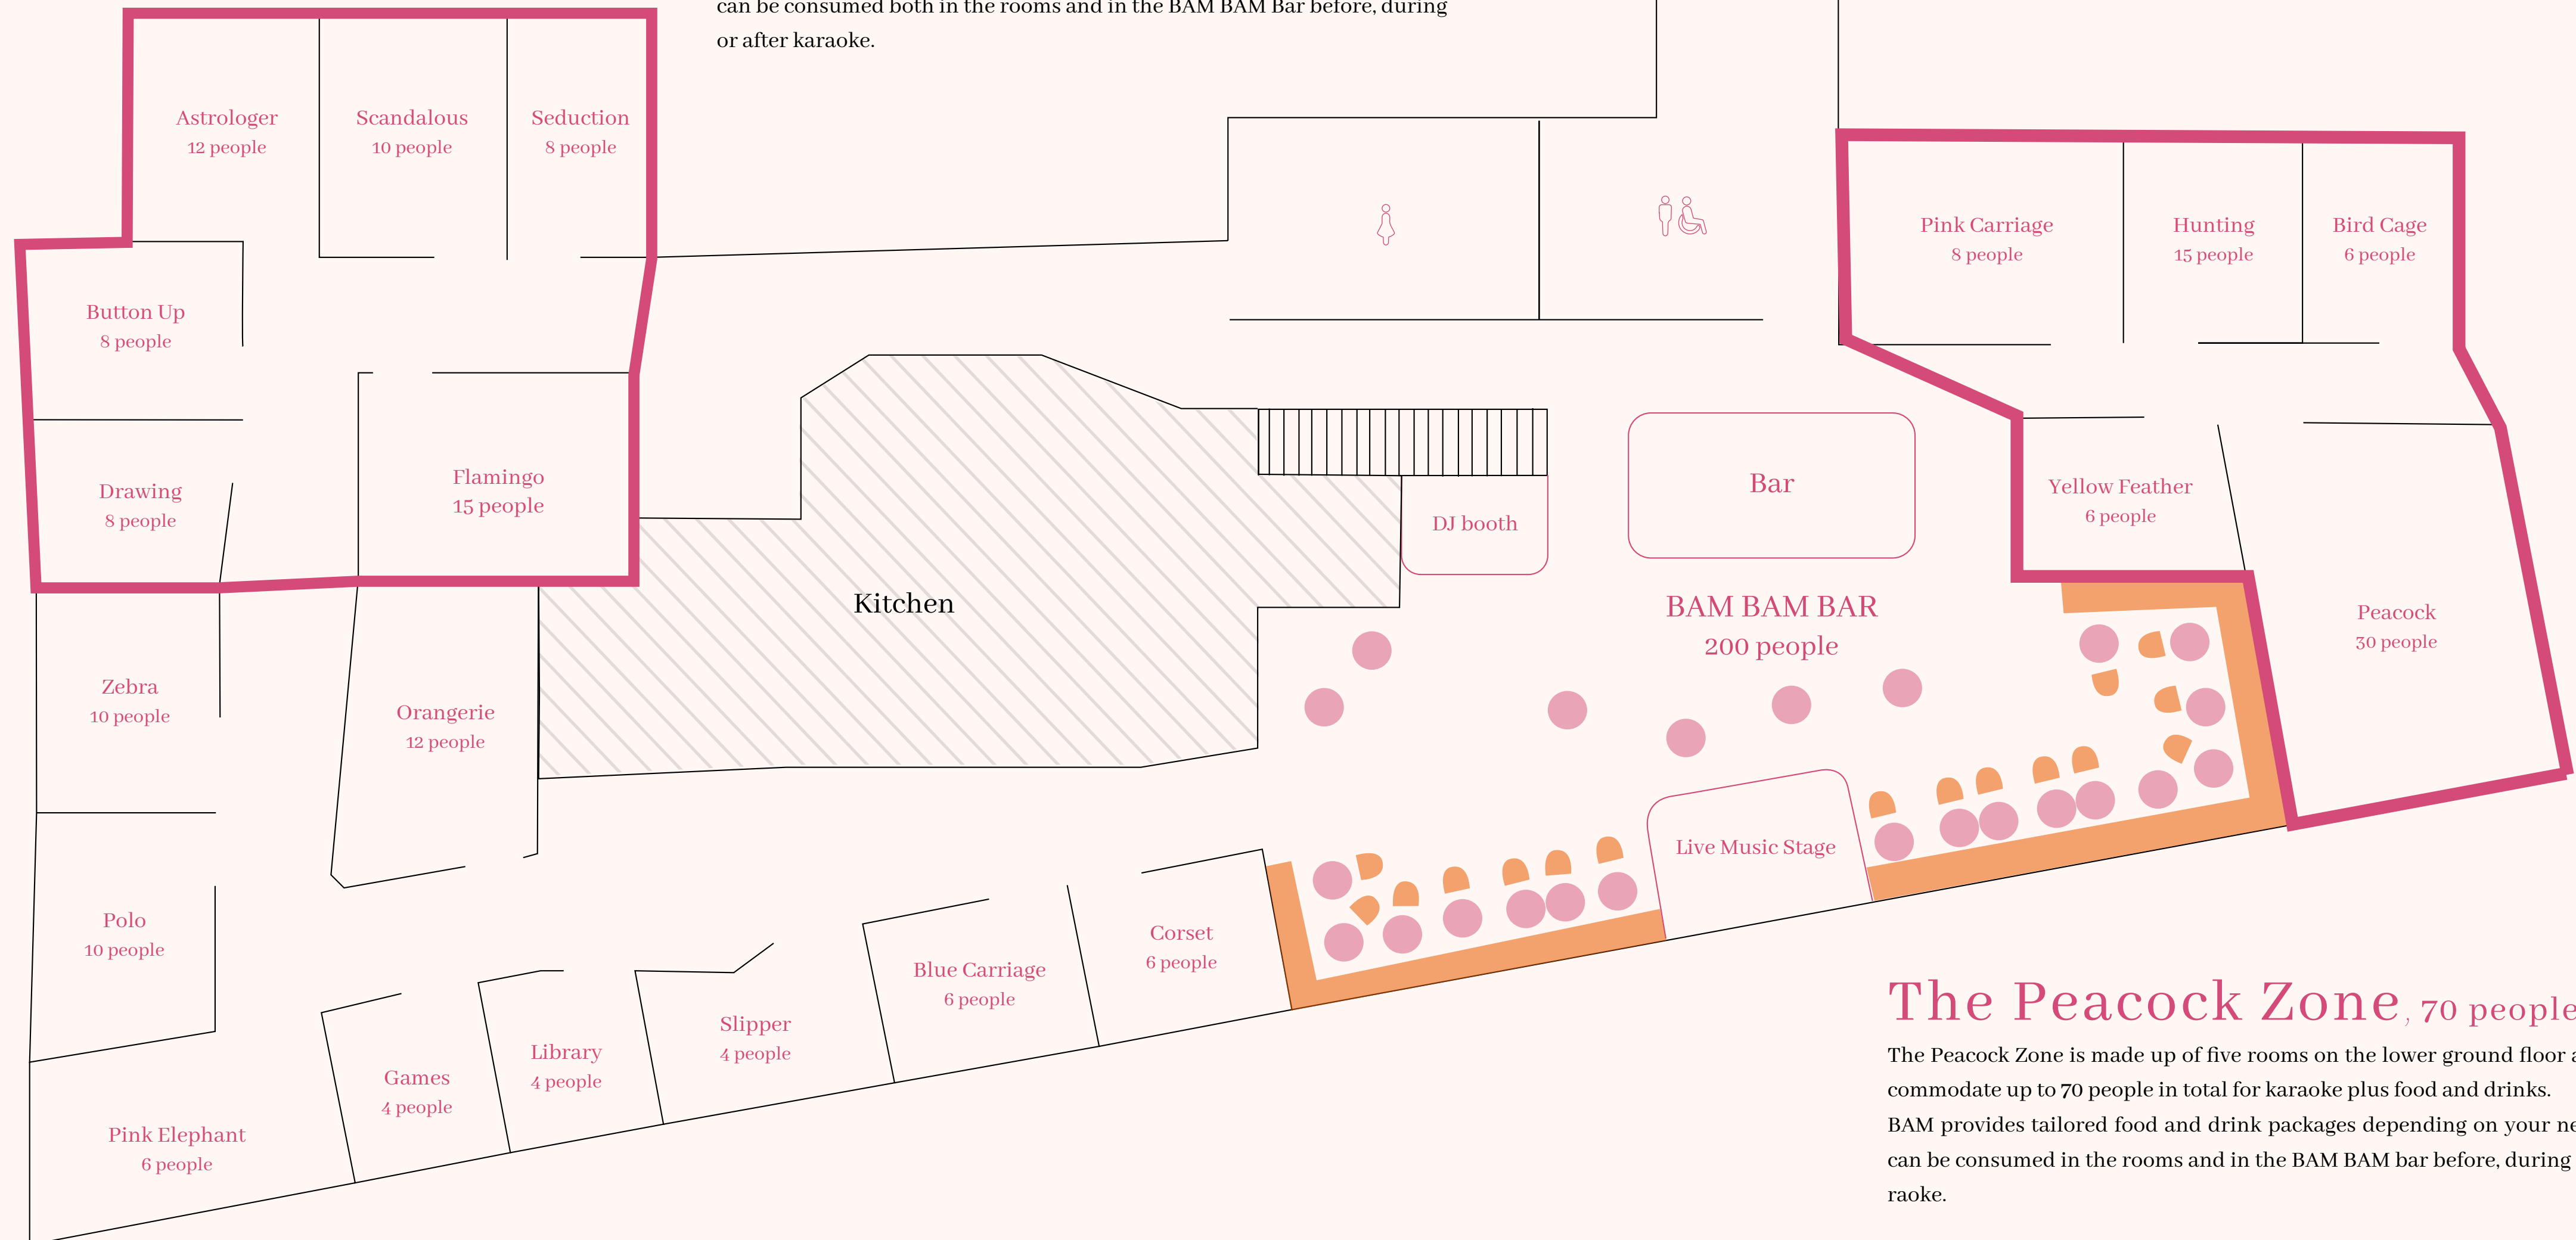 can be consumed both in the rooms and in the BAM BAM Bar before, during
or after karaoke.
Astrologer
12 people
Scandalous
10 people
Seduction
8 people
Button Up
8 people
Drawing
8 people
Flamingo
15 people
Pink Carriage
8 people
Hunting
15 people
Bird Cage
6 people
Yellow Feather
6 people
Peacock
30 people
Bar
DJ booth
BAM BAM BAR
200 people
Kitchen
Live Music Stage
Zebra
10 people
Orangerie
12 people
Polo
10 people
Pink Elephant
6 people
Games
4 people
Library
4 people
Slipper
4 people
Blue Carriage
6 people
Corset
6 people
The Peacock Zone, 70 people
The Peacock Zone is made up of five rooms on the lower ground floor a
commodate up to 70 people in total for karaoke plus food and drinks.
BAM provides tailored food and drink packages depending on your ne
can be consumed in the rooms and in the BAM BAM bar before, during
raoke.